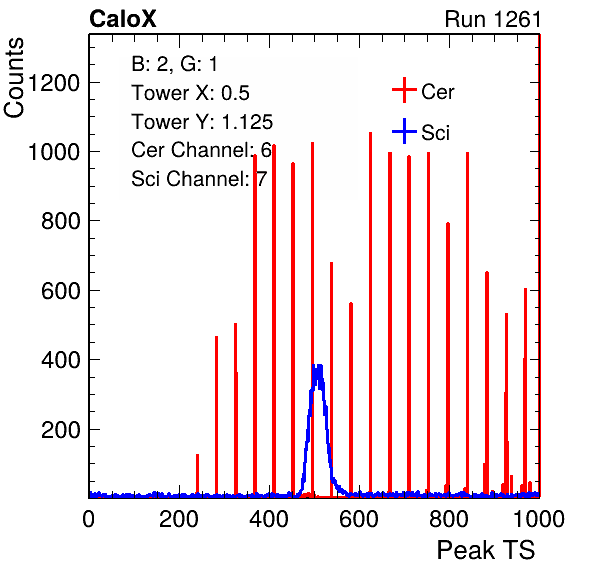 CaloX
Run 1261
Counts
B: 2, G: 1
Tower X: 0.5
Tower Y: 1.125
Cer Channel: 6
Sci Channel: 7
Cer
Sci
1200
1000
800
600
400
200
0 200 400 600 800 1000
Peak TS